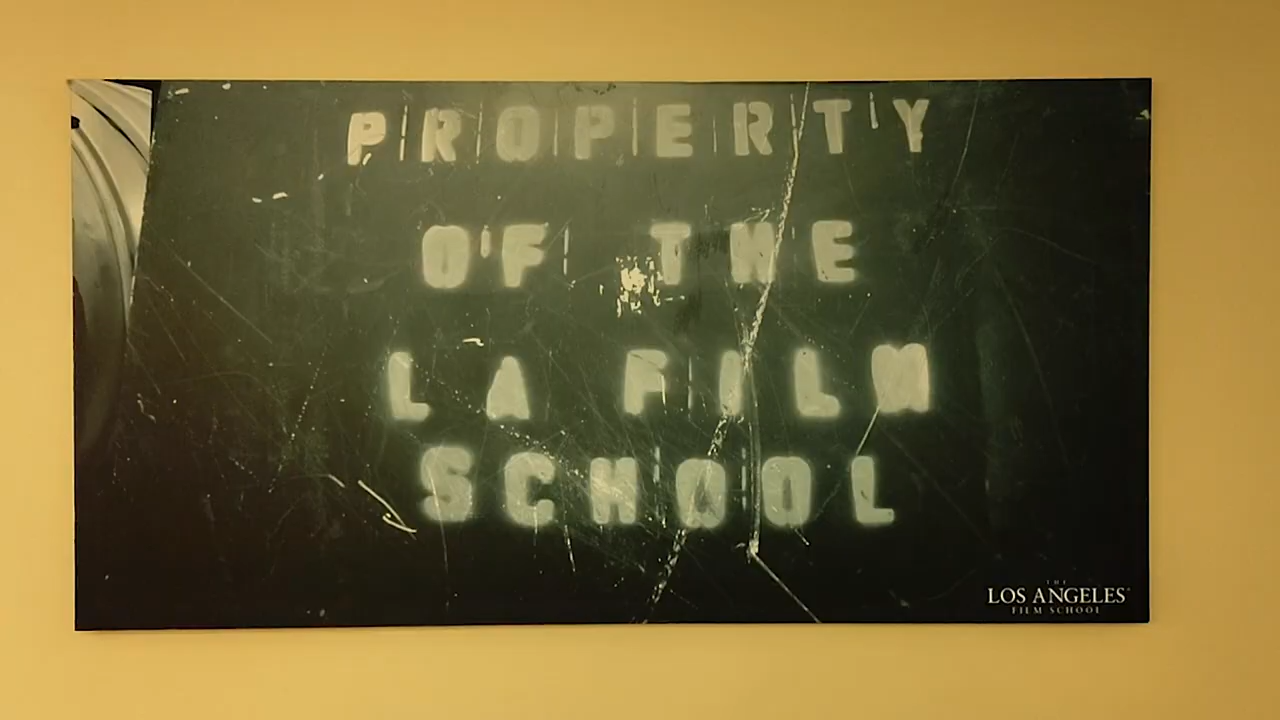 PROPERTY
OF THE
LA FILM
SCHOOL
THE
LOS ANGELES
FILM SCHOOL